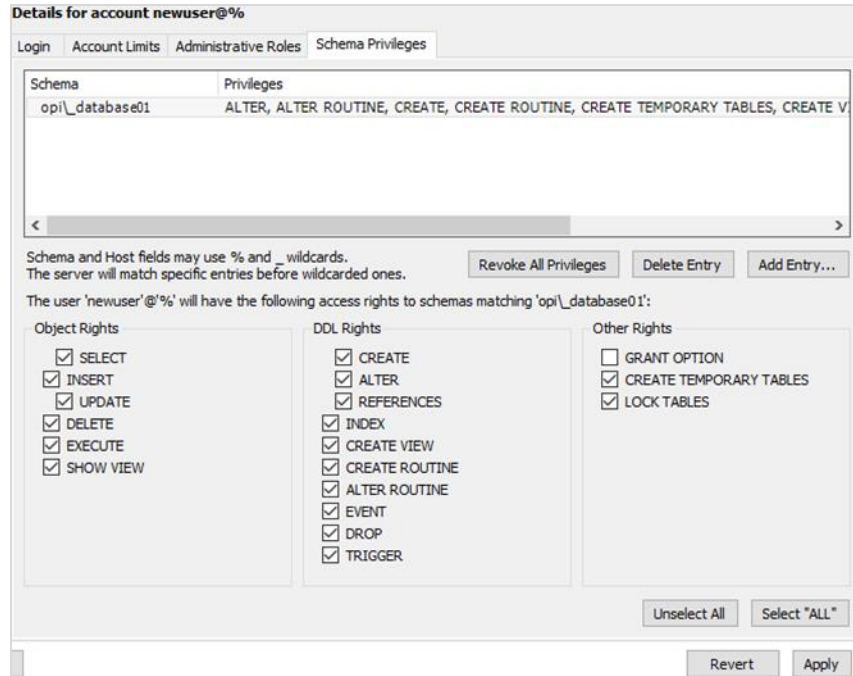 Details for account newuser@%
Login Account Limits Administrative Roles Schema Privileges
Schema Privileges
opi\_database01 ALTER, ALTER ROUTINE, CREATE, CREATE ROUTINE, CREATE TEMPORARY TABLES, CREATE VI
Schema and Host fields may use % and _ wildcards.
The server will match specific entries before wildcarded ones.
Revoke All Privileges Delete Entry Add Entry...
The user 'newuser'@'%' will have the following access rights to schemas matching 'opi\_database01':
Object Rights
SELECT
INSERT
UPDATE
DELETE
EXECUTE
SHOW VIEW
DDL Rights
CREATE
ALTER
REFERENCES
INDEX
CREATE VIEW
CREATE ROUTINE
ALTER ROUTINE
EVENT
DROP
TRIGGER
Other Rights
GRANT OPTION
CREATE TEMPORARY TABLES
LOCK TABLES
Unselect All Select "ALL"
Revert Apply